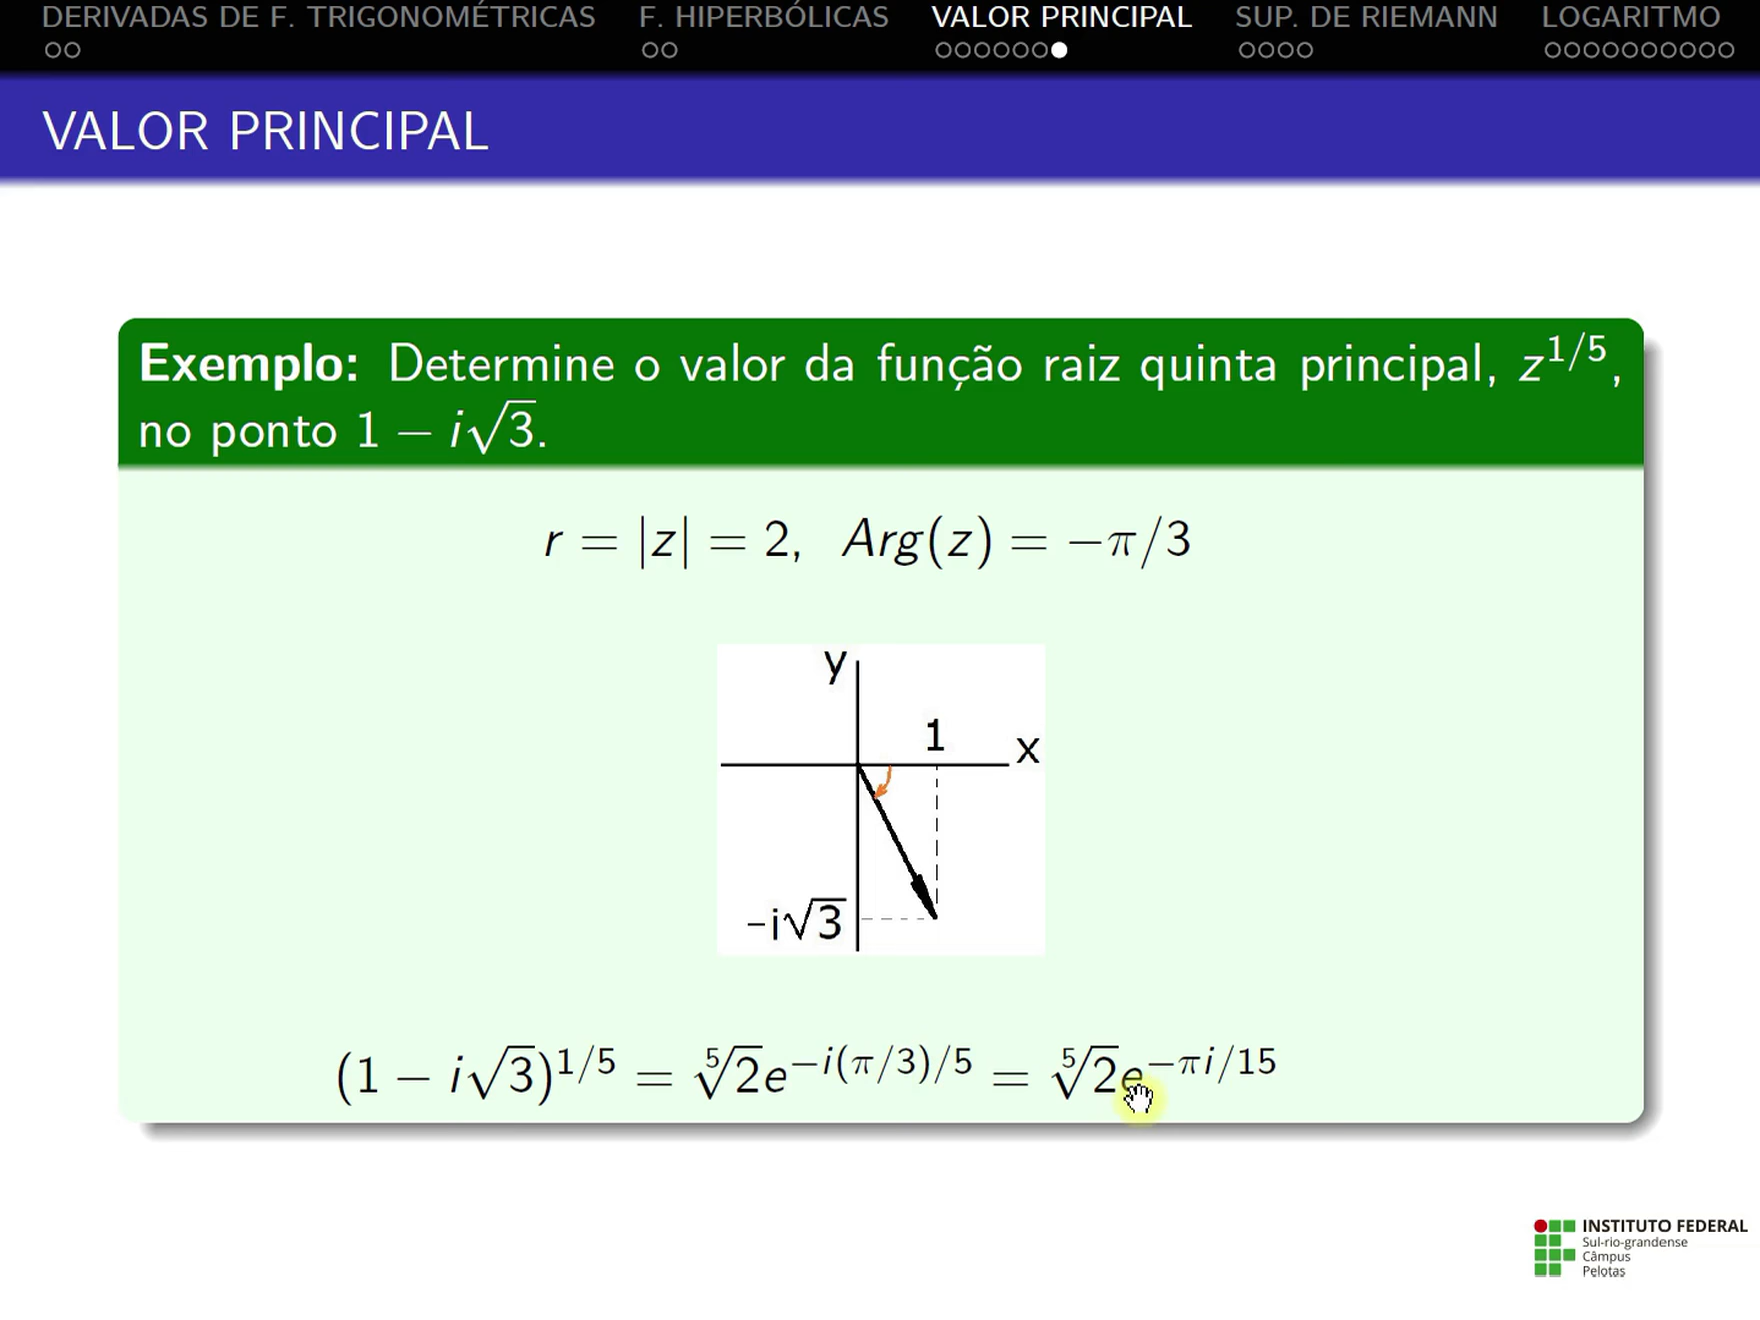 DERIVADAS DE F. TRIGONOMÉTRICAS F. HIPERBÓLICAS VALOR PRINCIPAL SUP. DE RIEMANN LOGARITMO
VALOR PRINCIPAL
Exemplo: Determine o valor da função raiz quinta principal, z^{1/5},
no ponto 1 − i√3.
r = |z| = 2, Arg(z) = −π/3
y
1
x
-i√3
(1 − i√3)^{1/5} = ⁵√2e^{−i(π/3)/5} = ⁵√2e^{−πi/15}
INSTITUTO FEDERAL
Sul-rio-grandense
Câmpus
Pelotas